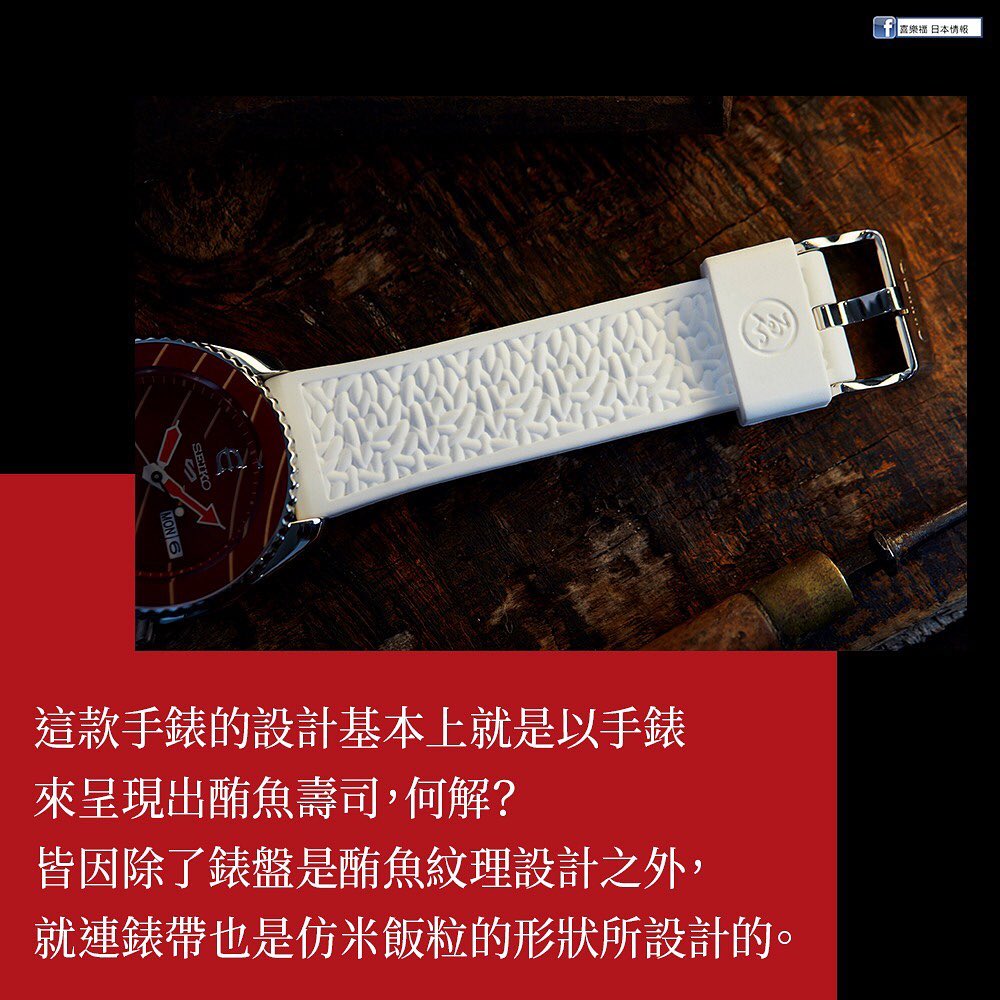 喜樂檔 日本情報
SEIKO
MON 6
這款手錶的設計基本上就是以手錶
來呈現出酭魚壽司，何解？
皆因除了錶盤是酭魚紋理設計之外，
就連錶帶也是仿米飯粒的形狀所設計的。